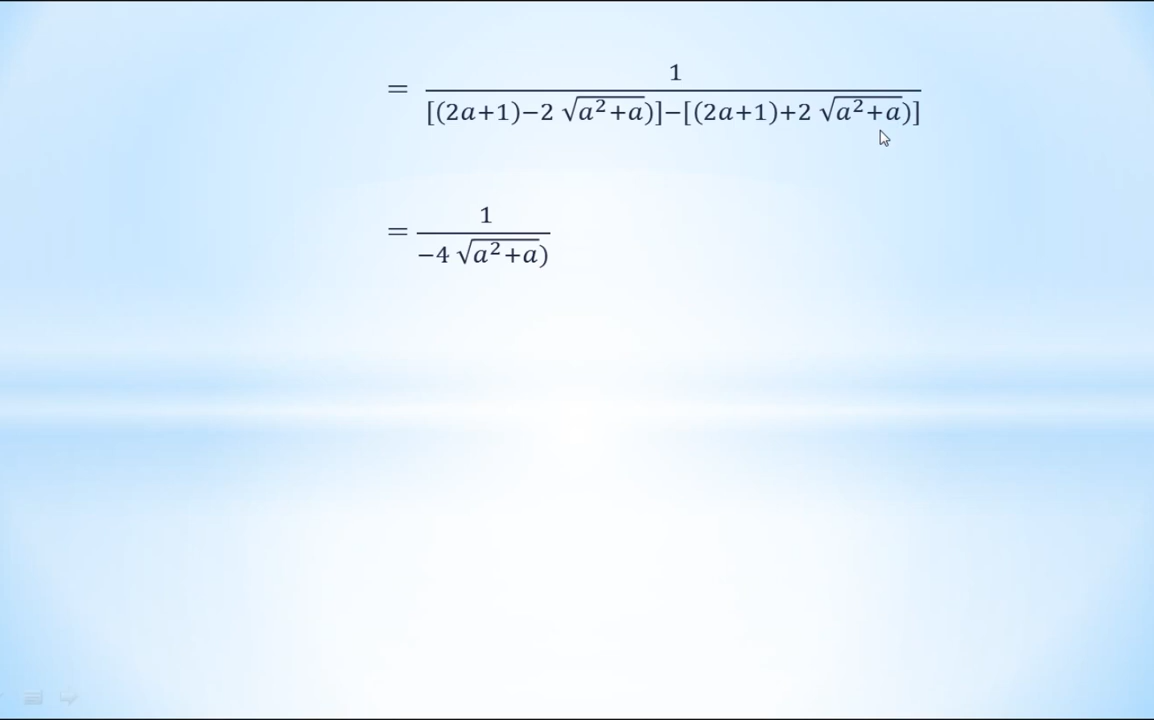 = 1 / [(2a+1)−2 √(a²+a))]−[(2a+1)+2 √(a²+a))]
= 1 / −4 √(a²+a))